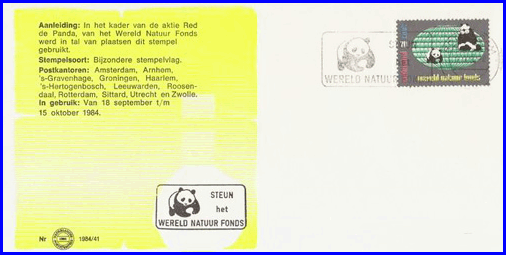 Aanleiding: In het kader van de aktie Red
de Panda, van het Wereld Natuur Fonds
werd in tal van plaatsen dit stempel
gebruikt.
Stempelsoort: Bijzondere stempelvlag.
Postkantoren: Amsterdam, Arnhom,
's-Gravenhage, Groningen, Haarlem,
's-Hertogenbosch, Leeuwarden, Roosen-
daal, Rotterdam, Sittard, Utrecht en Zwolle.
In gebruik: Van 18 september t/m
15 oktober 1984.
STEUN
het
WERELD NATUUR FONDS
Nr 1984/41
STE
WERELD NATUUR
70
wereld natuur fonds